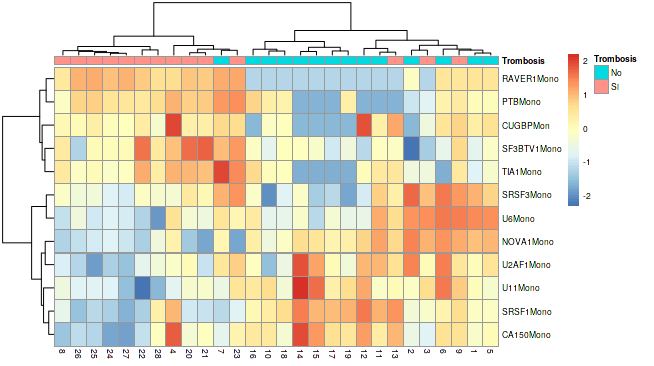 Trombosis
RAVER1Mono
PTBMono
CUGBPMon
SF3BTV1Mono
TIA1Mono
SRSF3Mono
U6Mono
NOVA1Mono
U2AF1Mono
U11Mono
SRSF1Mono
CA150Mono
8 26 25 24 27 22 28 4 20 21 7 23 16 10 18 14 15 17 19 12 11 13 2 3 6 9 1 5
2
1
0
-1
-2
Trombosis
No
SI